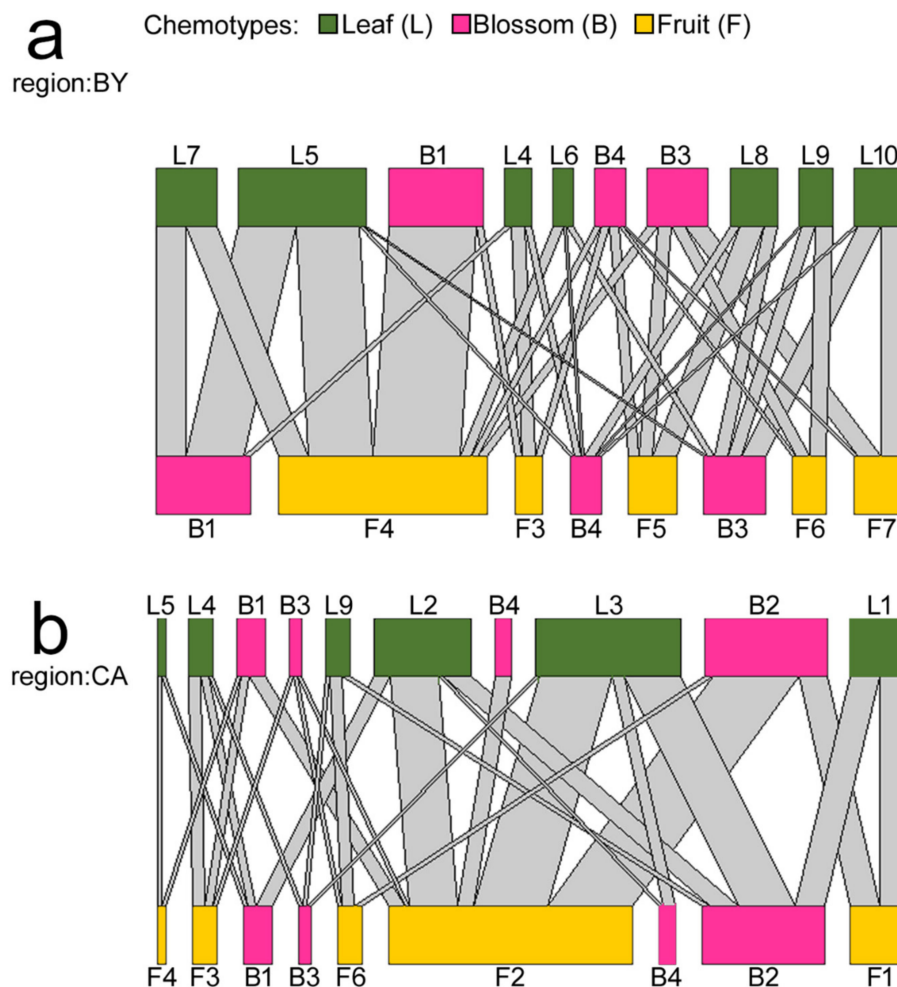 a
Chemotypes: Leaf (L) Blossom (B) Fruit (F)
region:BY
L7 L5 B1 L4 L6 B4 B3 L8 L9 L10
B1 F4 F3 B4 F5 B3 F6 F7
b
region:CA
L5 L4 B1 B3 L9 L2 B4 L3 B2 L1
F4 F3 B1 B3 F6 F2 B4 B2 F1